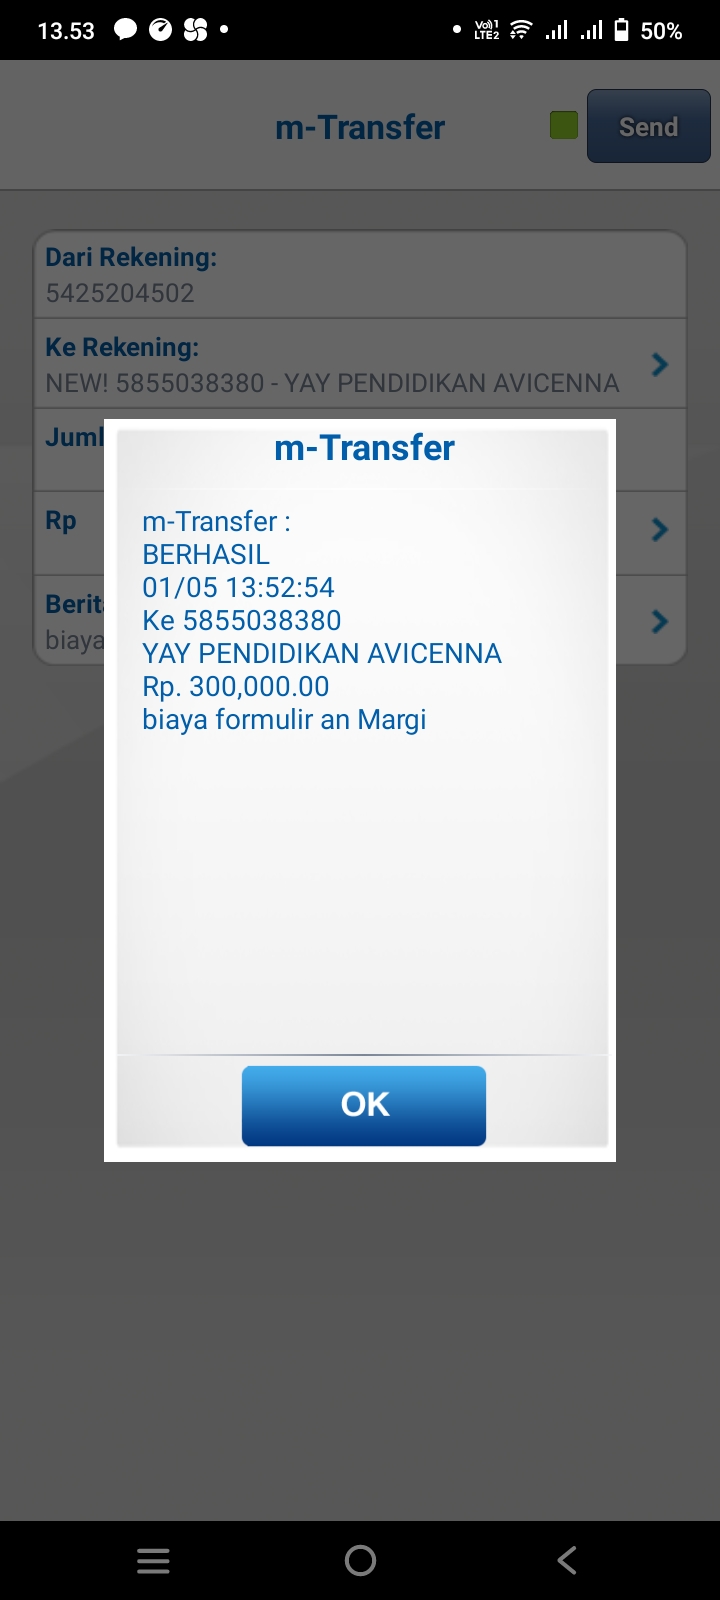 13.53
Vo)) 1
LTE2
50%
m-Transfer
Send
Dari Rekening:
5425204502
Ke Rekening:
NEW! 5855038380 - YAY PENDIDIKAN AVICENNA
Juml
Rp
Berit
biaya
m-Transfer
m-Transfer :
BERHASIL
01/05 13:52:54
Ke 5855038380
YAY PENDIDIKAN AVICENNA
Rp. 300,000.00
biaya formulir an Margi
OK